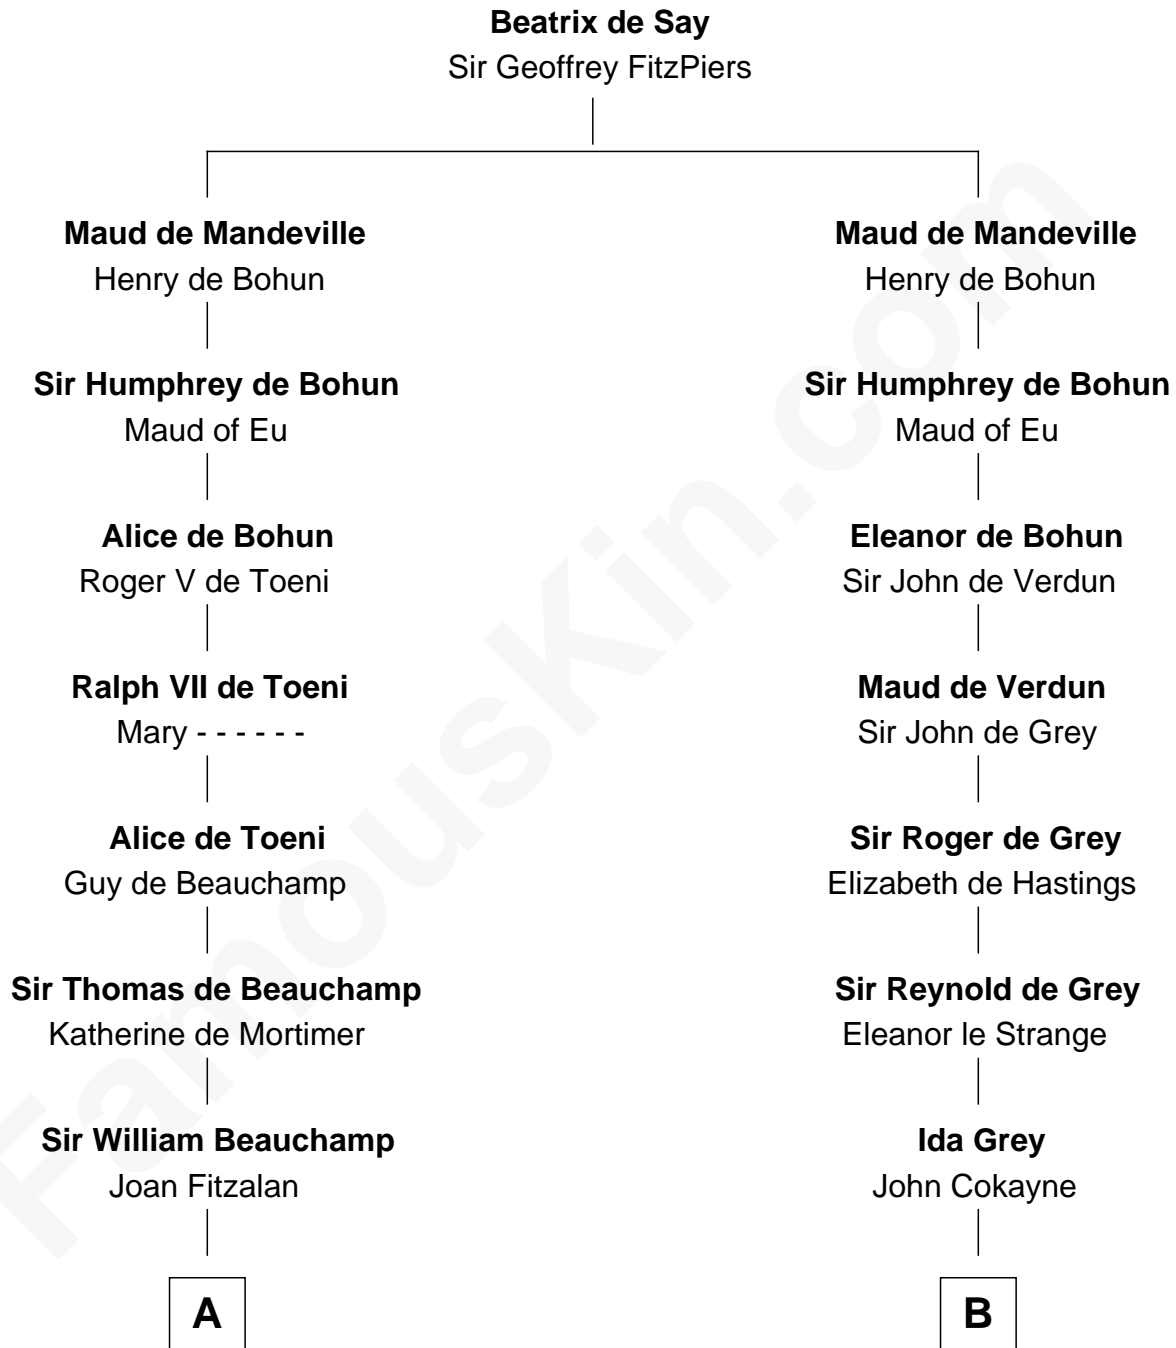 Beatrix de Say
Sir Geoffrey FitzPiers
Maud de Mandeville
Henry de Bohun
Maud de Mandeville
Henry de Bohun
Sir Humphrey de Bohun
Maud of Eu
Sir Humphrey de Bohun
Maud of Eu
Alice de Bohun
Roger V de Toeni
Eleanor de Bohun
Sir John de Verdun
Ralph VII de Toeni
Mary - - - - - -
Maud de Verdun
Sir John de Grey
Alice de Toeni
Guy de Beauchamp
Sir Roger de Grey
Elizabeth de Hastings
Sir Thomas de Beauchamp
Katherine de Mortimer
Sir Reynold de Grey
Eleanor le Strange
Sir William Beauchamp
Joan Fitzalan
Ida Grey
John Cokayne
A
B
FamousKin.com